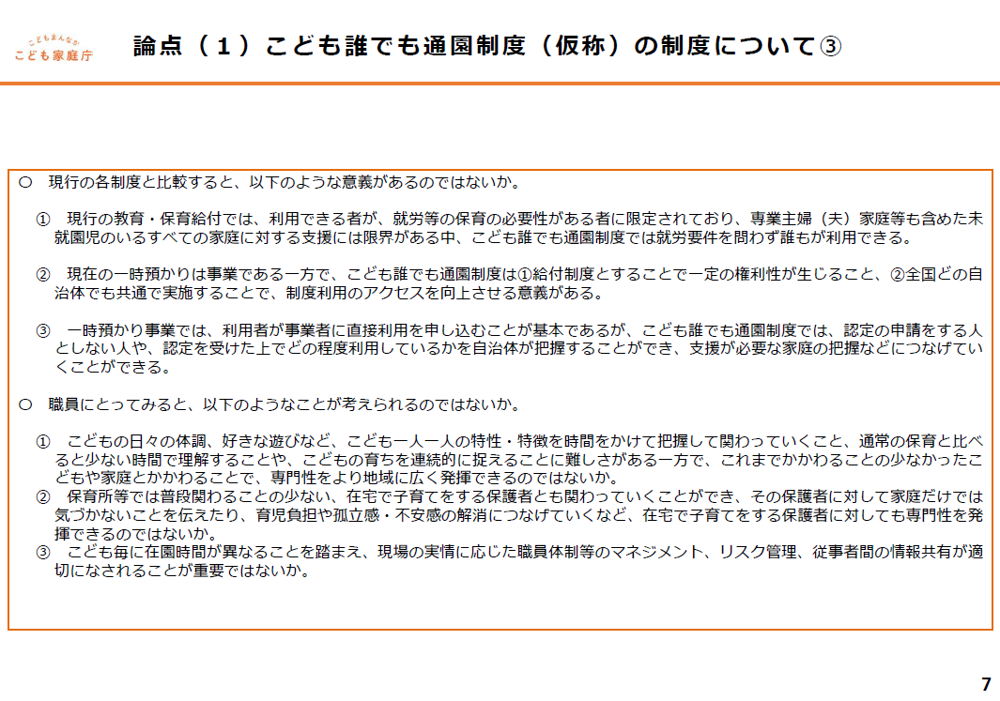 こどもまんなか
こども家庭庁
論点（１）こども誰でも通園制度（仮称）の制度について③
〇　現行の各制度と比較すると、以下のような意義があるのではないか。
①　現行の教育・保育給付では、利用できる者が、就労等の保育の必要性がある者に限定されており、専業主婦（夫）家庭等も含めた未
就園児のいるすべての家庭に対する支援には限界がある中、こども誰でも通園制度では就労要件を問わず誰もが利用できる。
②　現在の一時預かりは事業である一方で、こども誰でも通園制度は①給付制度とすることで一定の権利性が生じること、②全国どの自
治体でも共通で実施することで、制度利用のアクセスを向上させる意義がある。
③　一時預かり事業では、利用者が事業者に直接利用を申し込むことが基本であるが、こども誰でも通園制度では、認定の申請をする人
としない人や、認定を受けた上でどの程度利用しているかを自治体が把握することができ、支援が必要な家庭の把握などにつなげてい
くことができる。
〇　職員にとってみると、以下のようなことが考えられるのではないか。
①　こどもの日々の体調、好きな遊びなど、こども一人一人の特性・特徴を時間をかけて把握して関わっていくこと、通常の保育と比べ
ると少ない時間で理解することや、こどもの育ちを連続的に捉えることに難しさがある一方で、これまでかかわることの少なかったこ
どもや家庭とかかわることで、専門性をより地域に広く発揮できるのではないか。
②　保育所等では普段関わることの少ない、在宅で子育てをする保護者とも関わっていくことができ、その保護者に対して家庭だけでは
気づかないことを伝えたり、育児負担や孤立感・不安感の解消につなげていくなど、在宅で子育てをする保護者に対しても専門性を発
揮できるのではないか。
③　こども毎に在園時間が異なることを踏まえ、現場の実情に応じた職員体制等のマネジメント、リスク管理、従事者間の情報共有が適
切になされることが重要ではないか。
7